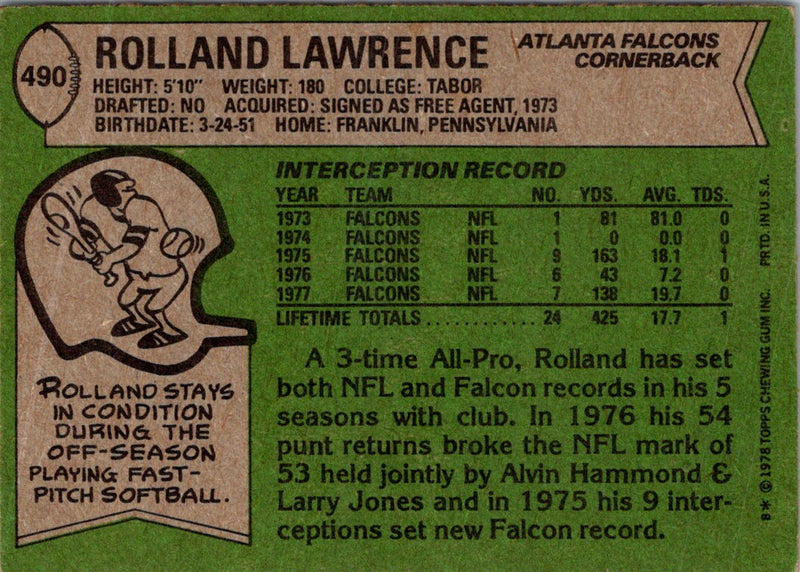 490
ROLLAND LAWRENCE
ATLANTA FALCONS
CORNERBACK
HEIGHT: 5'10" WEIGHT: 180 COLLEGE: TABOR
DRAFTED: NO ACQUIRED: SIGNED AS FREE AGENT, 1973
BIRTHDATE: 3-24-51 HOME: FRANKLIN, PENNSYLVANIA
INTERCEPTION RECORD
YEAR TEAM NO. YDS. AVG. TDS.
1973 FALCONS NFL 1 81 81.0 0
1974 FALCONS NFL 1 0 0.0 0
1975 FALCONS NFL 9 163 18.1 1
1976 FALCONS NFL 6 43 7.2 0
1977 FALCONS NFL 7 138 19.7 0
LIFETIME TOTALS............ 24 425 17.7 1
A 3-time All-Pro, Rolland has set
both NFL and Falcon records in his 5
seasons with club. In 1976 his 54
punt returns broke the NFL mark of
53 held jointly by Alvin Hammond &
Larry Jones and in 1975 his 9 inter-
ceptions set new Falcon record.
ROLLAND STAYS
IN CONDITION
DURING THE
OFF-SEASON
PLAYING FAST-
PITCH SOFTBALL.
8* © 1978 TOPPS CHEWING GUM INC. PRTD. IN U.S.A.